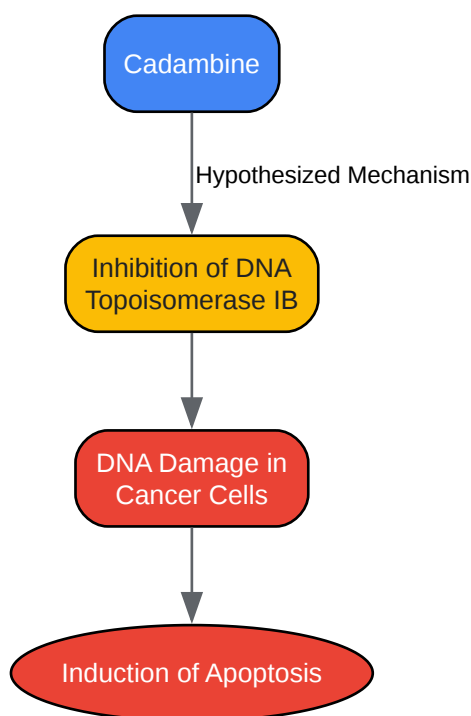 Cadambine
Hypothesized Mechanism
Inhibition of DNA
Topoisomerase IB
DNA Damage in
Cancer Cells
Induction of Apoptosis